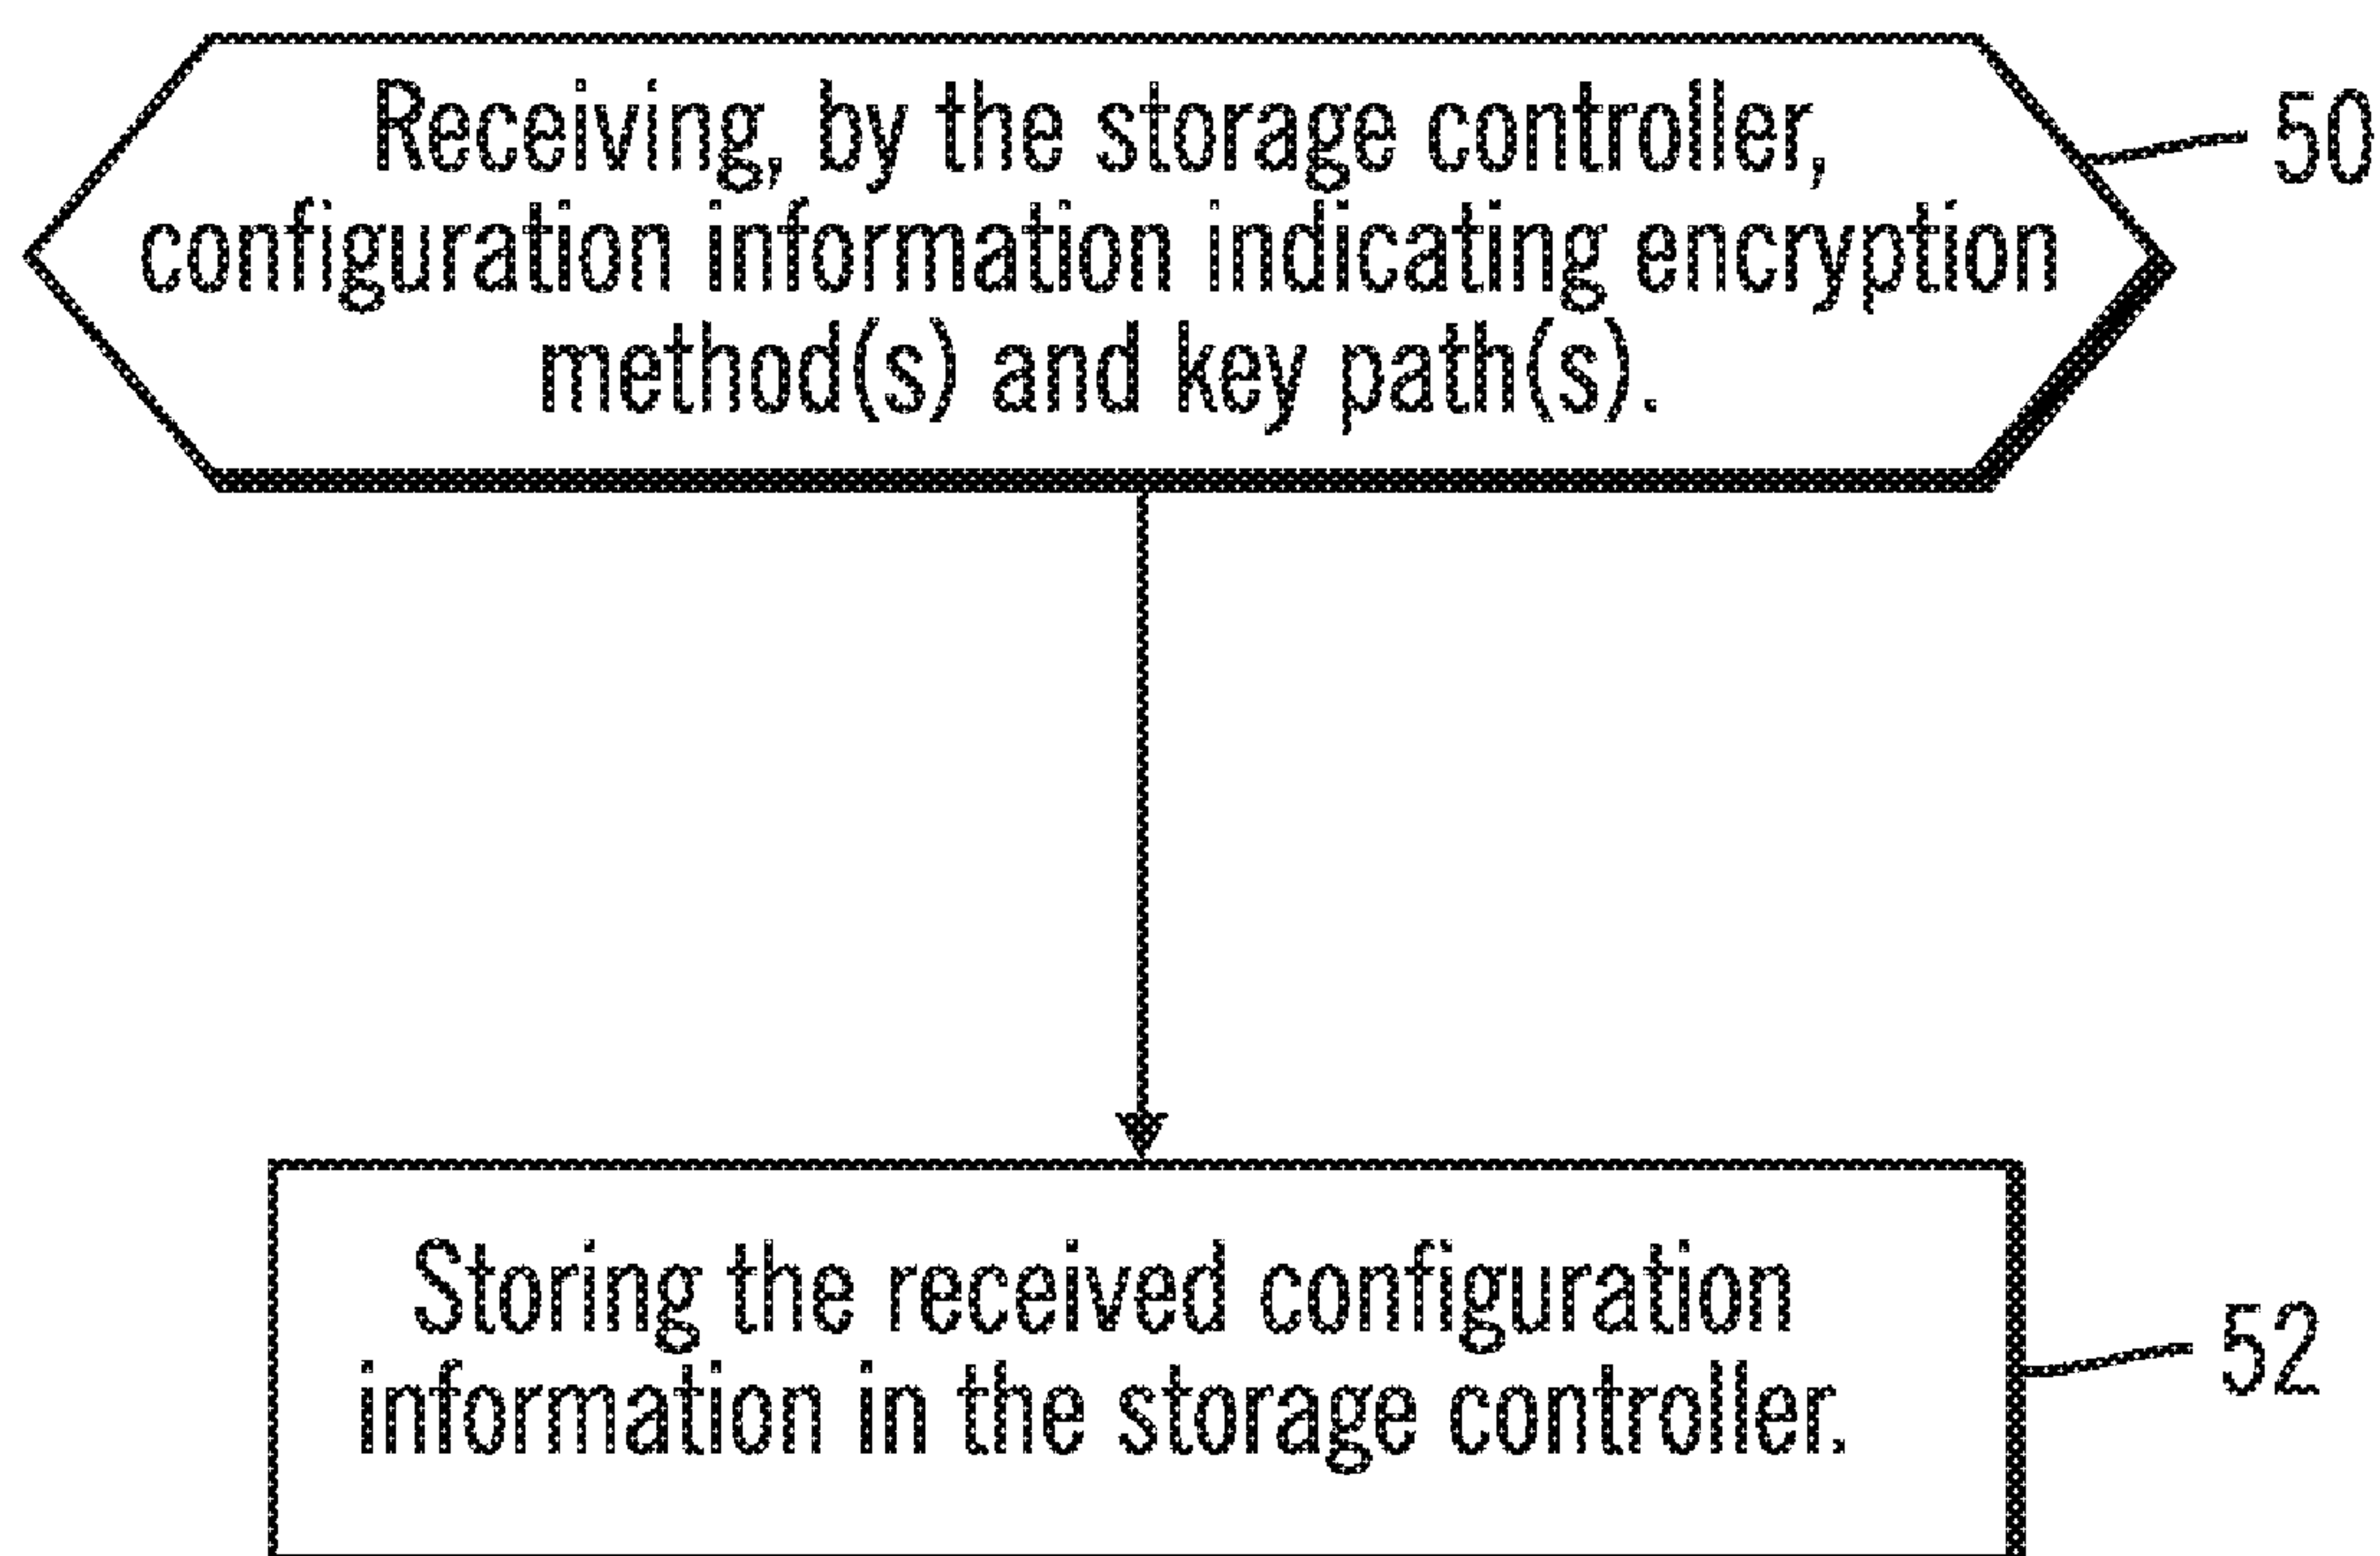 Receiving, by the storage controller,
configuration information indicating encryption
method(s) and key path(s).
50
Storing the received configuration
information in the storage controller.
52